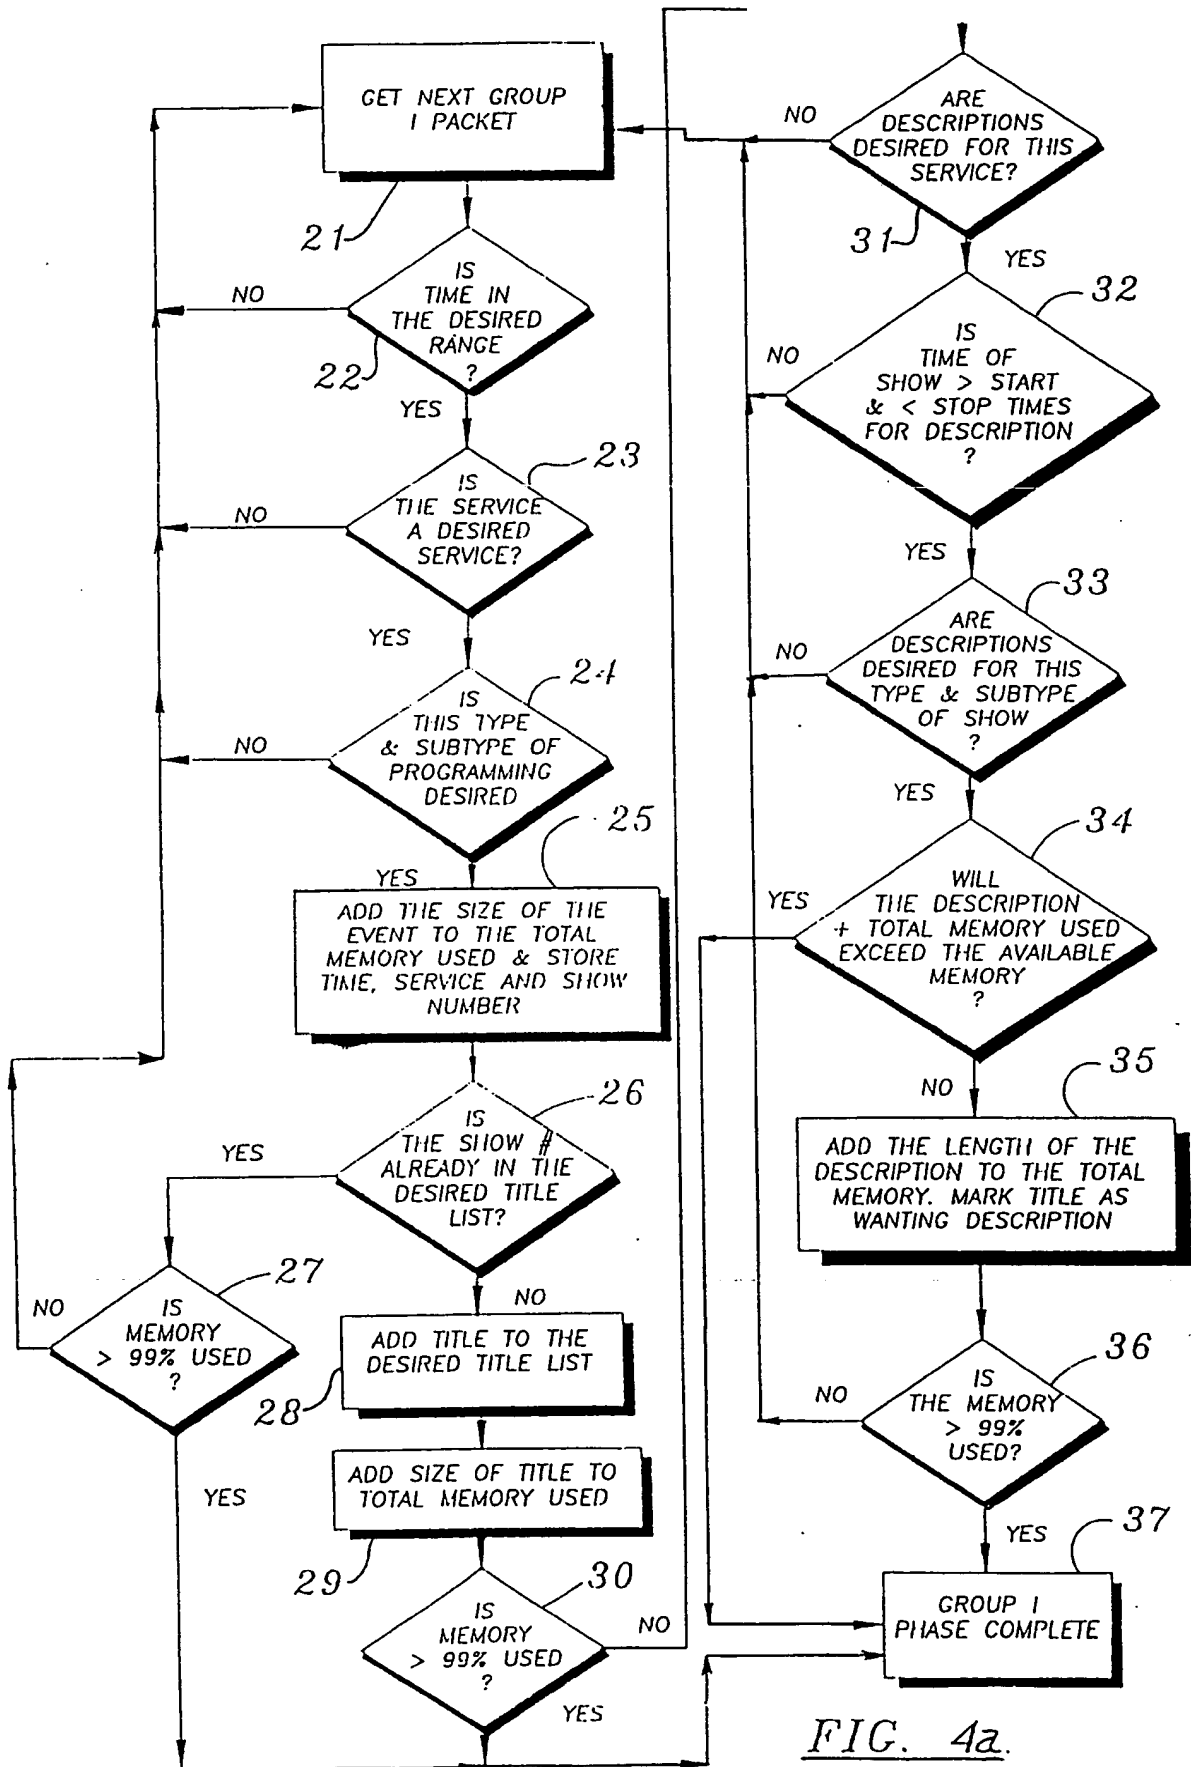 GET NEXT GROUP
1 PACKET
21
IS
TIME IN
THE DESIRED
RANGE
?
22
NO
YES
IS
THE SERVICE
A DESIRED
SERVICE?
23
NO
YES
IS
THIS TYPE
& SUBTYPE OF
PROGRAMMING
DESIRED
24
NO
YES
25
ADD THE SIZE OF THE
EVENT TO THE TOTAL
MEMORY USED & STORE
TIME, SERVICE AND SHOW
NUMBER
IS
THE SHOW #
ALREADY IN THE
DESIRED TITLE
LIST?
26
YES
NO
IS
MEMORY
> 99% USED
?
27
NO
YES
ADD TITLE TO THE
DESIRED TITLE LIST
28
ADD SIZE OF TITLE TO
TOTAL MEMORY USED
29
IS
MEMORY
> 99% USED
?
30
NO
YES
ARE
DESCRIPTIONS
DESIRED FOR THIS
SERVICE?
31
NO
YES
IS
TIME OF
SHOW > START
& < STOP TIMES
FOR DESCRIPTION
?
32
NO
YES
ARE
DESCRIPTIONS
DESIRED FOR THIS
TYPE & SUBTYPE
OF SHOW
?
33
NO
YES
WILL
THE DESCRIPTION
+ TOTAL MEMORY USED
EXCEED THE AVAILABLE
MEMORY
?
34
YES
NO
35
ADD THE LENGTH OF THE
DESCRIPTION TO THE TOTAL
MEMORY. MARK TITLE AS
WANTING DESCRIPTION
IS
THE MEMORY
> 99%
USED?
36
NO
YES
37
GROUP 1
PHASE COMPLETE
FIG. 4a.